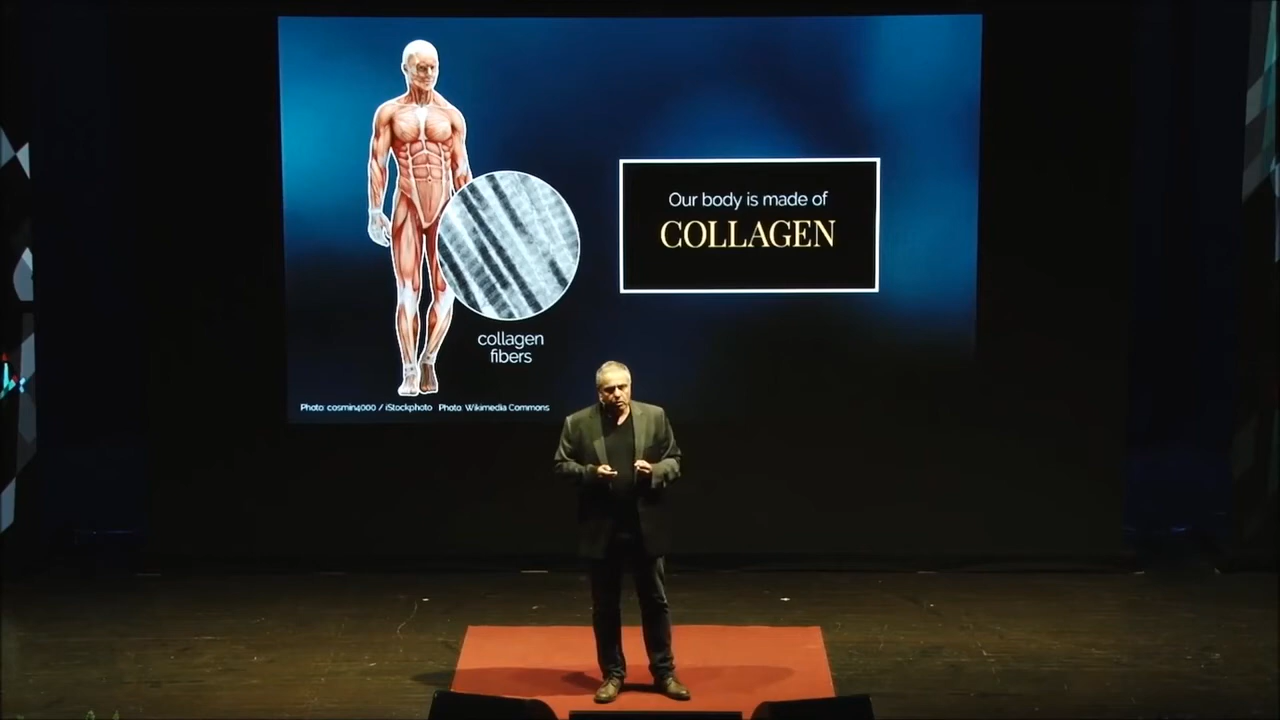 Our body is made of
COLLAGEN
collagen
fibers
Photo: cosmin4000 / iStockphoto Photo: Wikimedia Commons